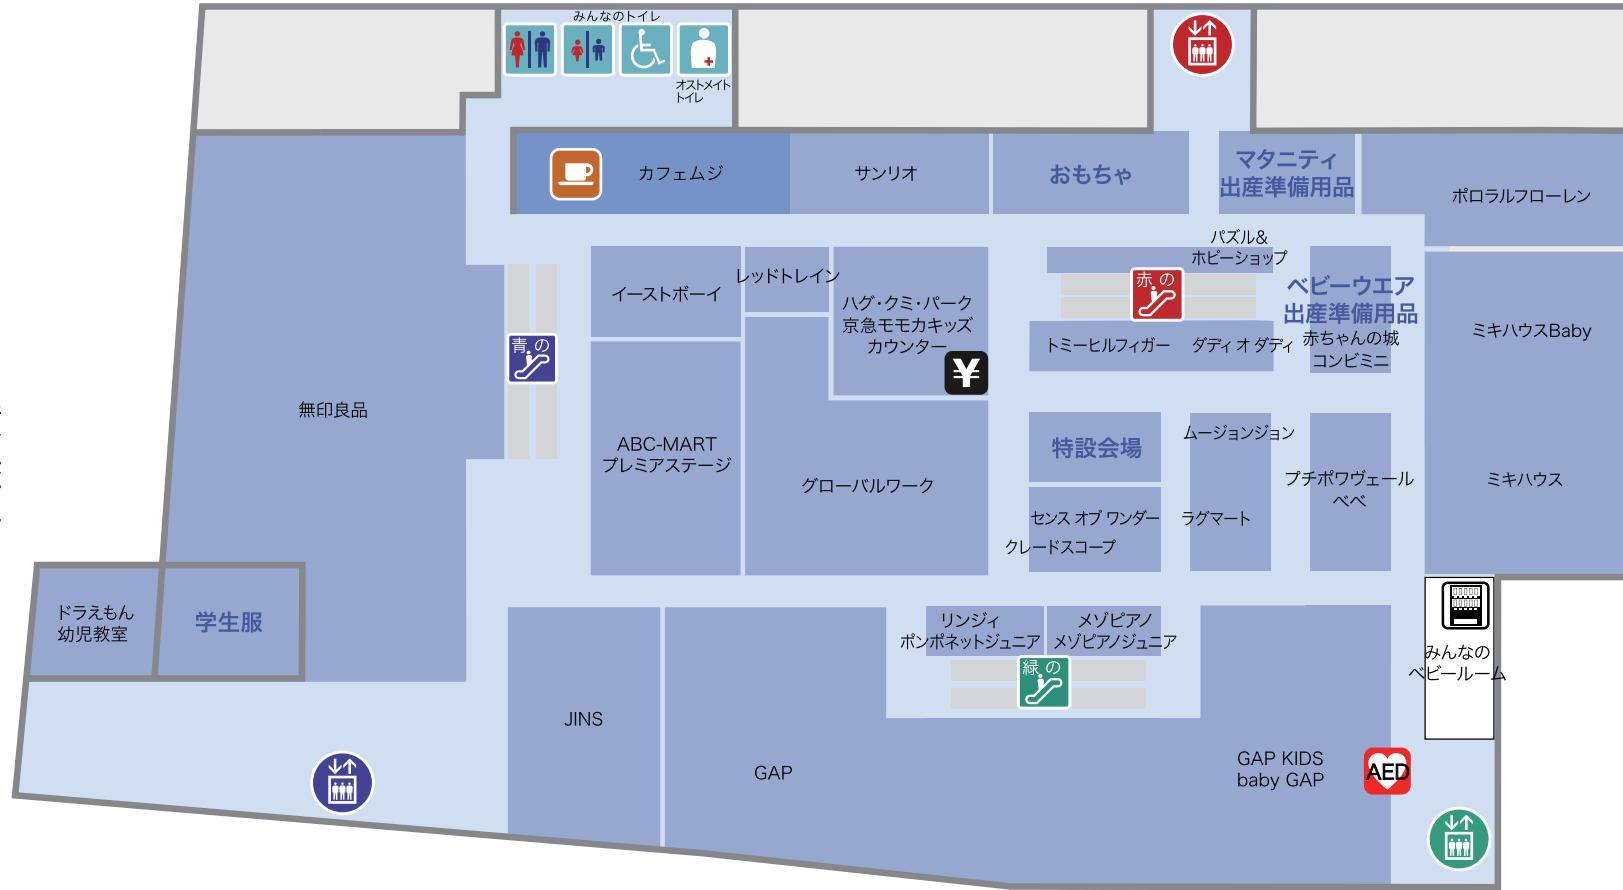 みんなのトイレ
オストメイト
トイレ
カフェムジ
サンリオ
おもちゃ
マタニティ
出産準備用品
ポロラルフローレン
パズル&
ホビーショップ
イーストボーイ
レッドトレイン
ハグ・クミ・パーク
京急モモカキッズ
カウンター
¥
赤の
ベビーウエア
出産準備用品
赤ちゃんの城
コンビミニ
ミキハウスBaby
青の
トミーヒルフィガー
ダディ オ ダディ
無印良品
ABC-MART
プレミアステージ
グローバルワーク
特設会場
ムージョンジョン
プチポワヴェール
べべ
ミキハウス
センス オブ ワンダー
クレードスコープ
ラグマート
ドラえもん
幼児教室
学生服
リンジィ
ポンポネットジュニア
メゾピアノ
メゾピアノジュニア
緑の
みんなの
ベビールーム
JINS
GAP
GAP KIDS
baby GAP
AED